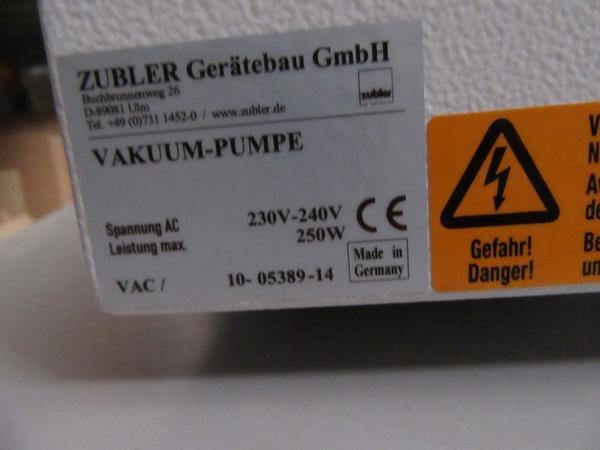 ZUBLER Gerätebau GmbH
Buchbrunnenweg 26
D-89081 Ulm
Tel. +49 (0)731 1452-0 / www.zubler.de
zubler
VAKUUM-PUMPE
Spannung AC 230V-240V
Leistung max. 250W
CE
Made in
Germany
VAC / 10- 05389-14
Gefahr!
Danger!